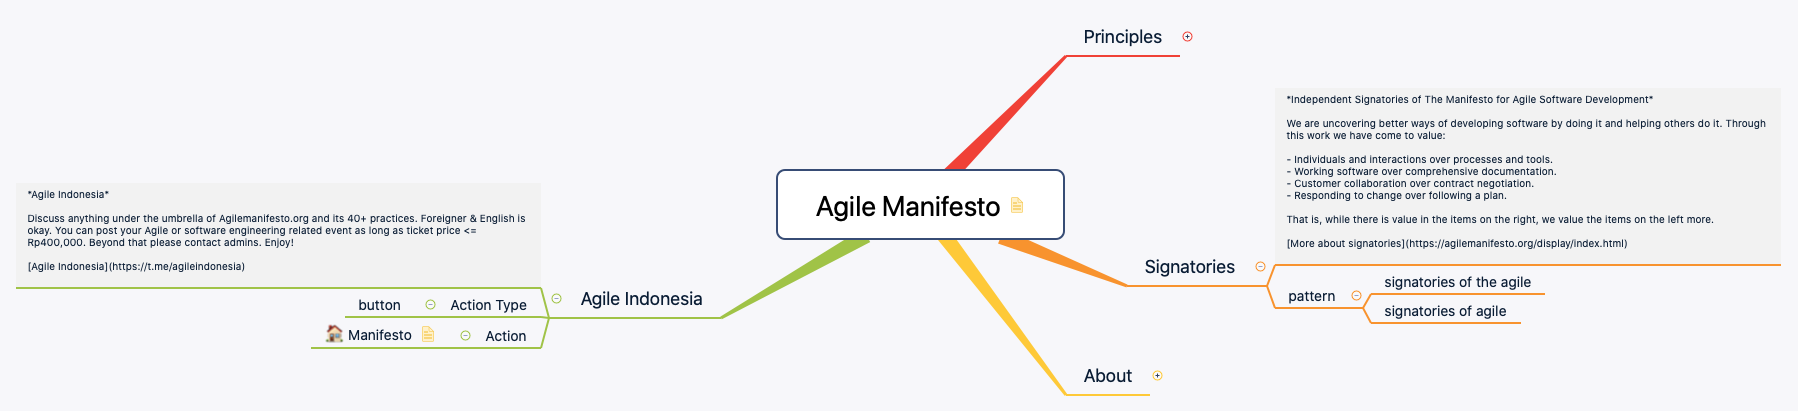 Principles
*Independent Signatories of The Manifesto for Agile Software Development*
We are uncovering better ways of developing software by doing it and helping others do it. Through
this work we have come to value:
- Individuals and interactions over processes and tools.
- Working software over comprehensive documentation.
- Customer collaboration over contract negotiation.
- Responding to change over following a plan.
That is, while there is value in the items on the right, we value the items on the left more.
[More about signatories](https://agilemanifesto.org/display/index.html)
Agile Manifesto
*Agile Indonesia*
Discuss anything under the umbrella of Agilemanifesto.org and its 40+ practices. Foreigner & English is
okay. You can post your Agile or software engineering related event as long as ticket price <=
Rp400,000. Beyond that please contact admins. Enjoy!
[Agile Indonesia](https://t.me/agileindonesia)
Signatories
signatories of the agile
pattern
signatories of agile
Agile Indonesia
button
Action Type
Manifesto
Action
About